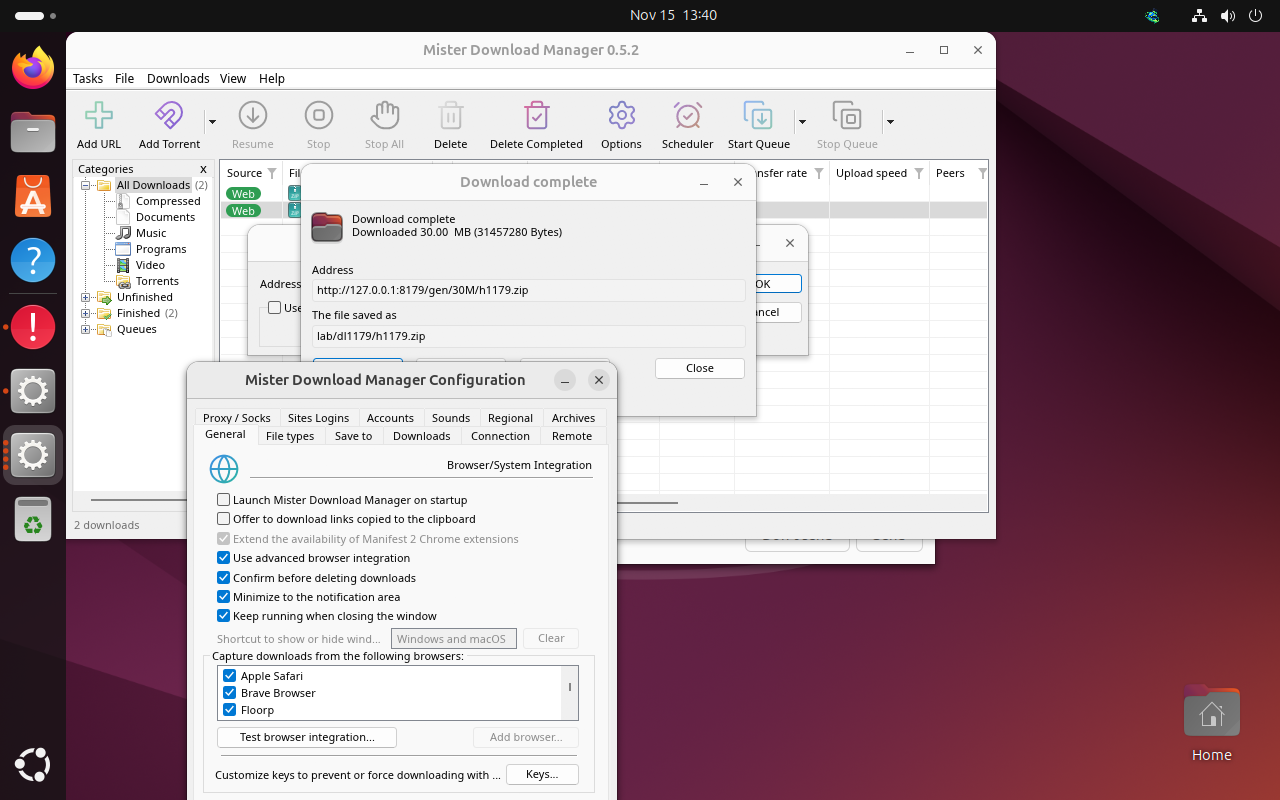 Nov 15 13:40
Mister Download Manager 0.5.2
Tasks File Downloads View Help
Add URL Add Torrent Resume Stop Stop All Delete Delete Completed Options Scheduler Start Queue Stop Queue
Categories X
All Downloads (2)
Compressed
Documents
Music
Programs
Video
Torrents
Unfinished
Finished (2)
Queues
2 downloads
Source Upload speed Peers
Web
Web
Address
OK
Download complete
Download complete
Downloaded 30.00 MB (31457280 Bytes)
Address
http://127.0.0.1:8179/gen/30M/h1179.zip
The file saved as
lab/dl1179/h1179.zip
Close
Mister Download Manager Configuration
Proxy / Socks Sites Logins Accounts Sounds Regional Archives
General File types Save to Downloads Connection Remote
Browser/System Integration
Launch Mister Download Manager on startup
Offer to download links copied to the clipboard
Extend the availability of Manifest 2 Chrome extensions
Use advanced browser integration
Confirm before deleting downloads
Minimize to the notification area
Keep running when closing the window
Shortcut to show or hide wind... Windows and macOS Clear
Capture downloads from the following browsers:
Apple Safari
Brave Browser
Floorp
Test browser integration... Add browser...
Customize keys to prevent or force downloading with ... Keys...
Home